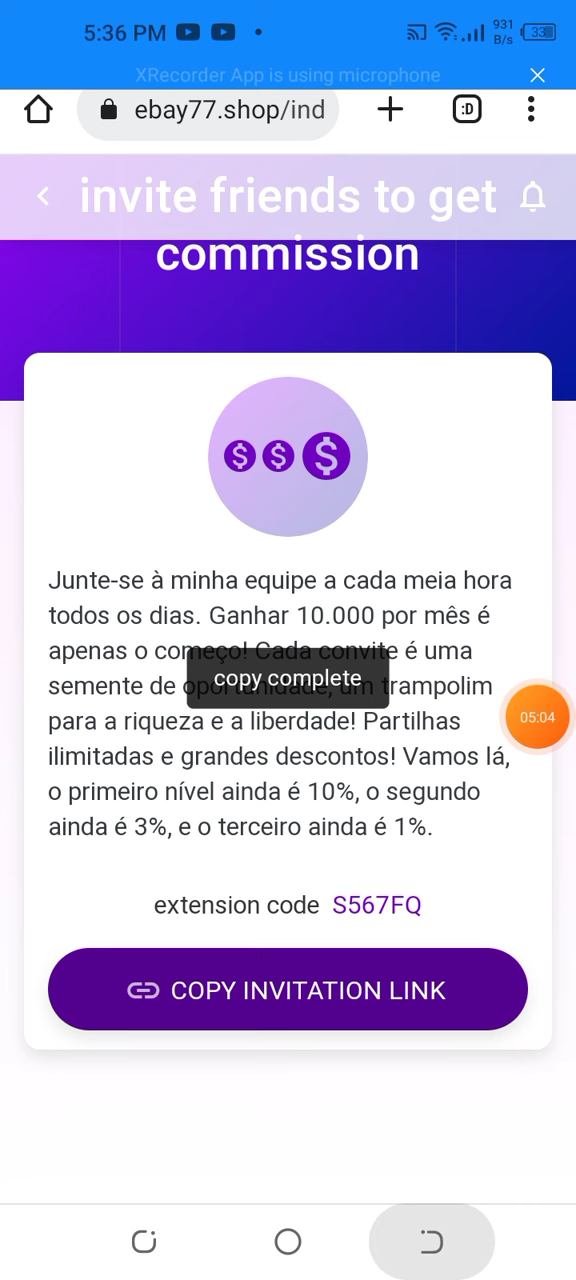 5:36 PM
931
B/s
33
XRecorder App is using microphone
ebay77.shop/ind
:D
invite friends to get
commission
Junte-se à minha equipe a cada meia hora
todos os dias. Ganhar 10.000 por mês é
apenas o começo! Cada convite é uma
semente de oportunidade, um trampolim
copy complete
para a riqueza e a liberdade! Partilhas
05:04
ilimitadas e grandes descontos! Vamos lá,
o primeiro nível ainda é 10%, o segundo
ainda é 3%, e o terceiro ainda é 1%.
extension code S567FQ
COPY INVITATION LINK